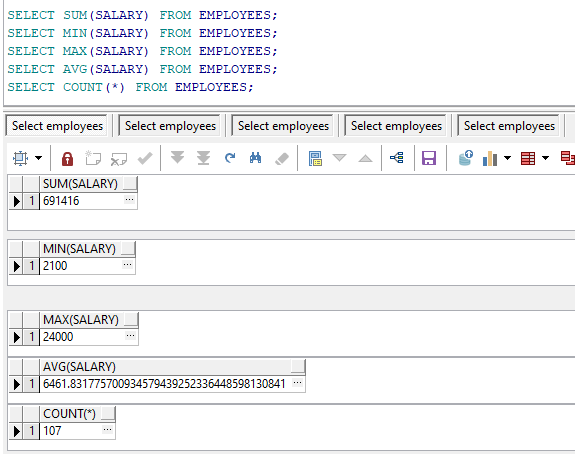 SELECT SUM(SALARY) FROM EMPLOYEES;
SELECT MIN(SALARY) FROM EMPLOYEES;
SELECT MAX(SALARY) FROM EMPLOYEES;
SELECT AVG(SALARY) FROM EMPLOYEES;
SELECT COUNT(*) FROM EMPLOYEES;
Select employees Select employees Select employees Select employees Select employees
SUM(SALARY)
1 691416 ...
MIN(SALARY)
1 2100 ...
MAX(SALARY)
1 24000 ...
AVG(SALARY)
1 6461.83177570093457943925233644859813084​1 ...
COUNT(*)
1 107 ...